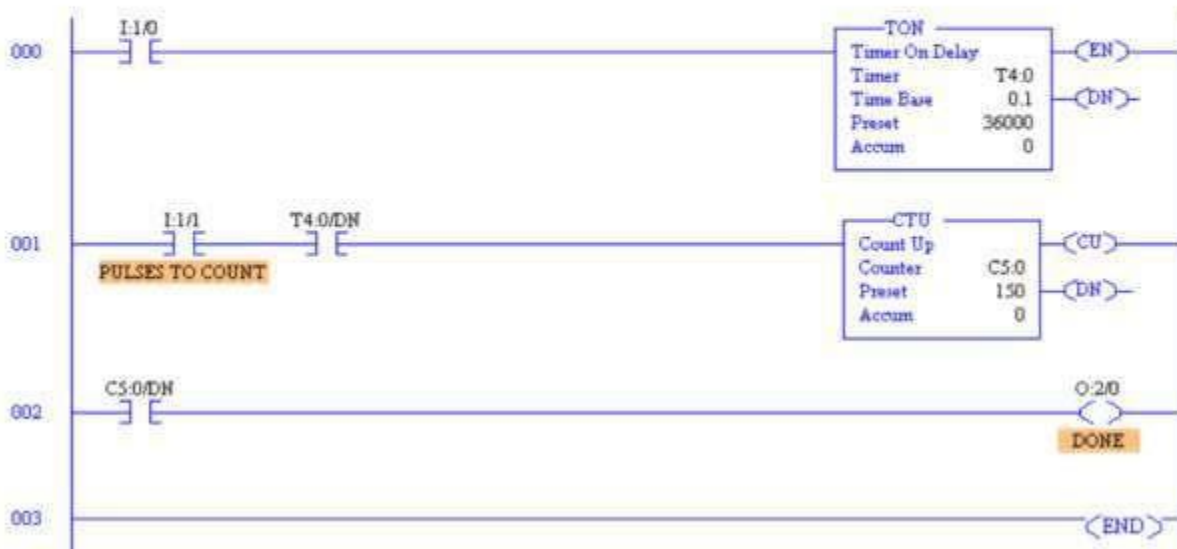 I:1/0
000
TON
Timer On Delay
Timer T4:0
Time Base 0.1
Preset 36000
Accum 0
EN
DN
001
I:1/1
T4:0/DN
PULSES TO COUNT
CTU
Count Up
Counter C5:0
Preset 150
Accum 0
CU
DN
002
C5:0/DN
O:2/0
DONE
003
END